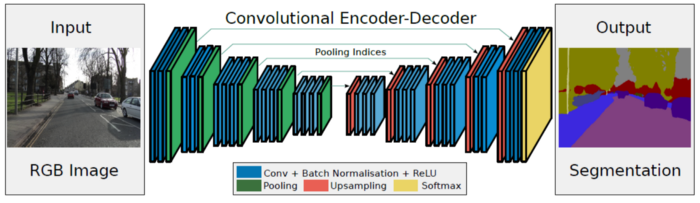 Input
RGB Image
Convolutional Encoder-Decoder
Pooling Indices
Conv + Batch Normalisation + ReLU
Pooling Upsampling Softmax
Output
Segmentation